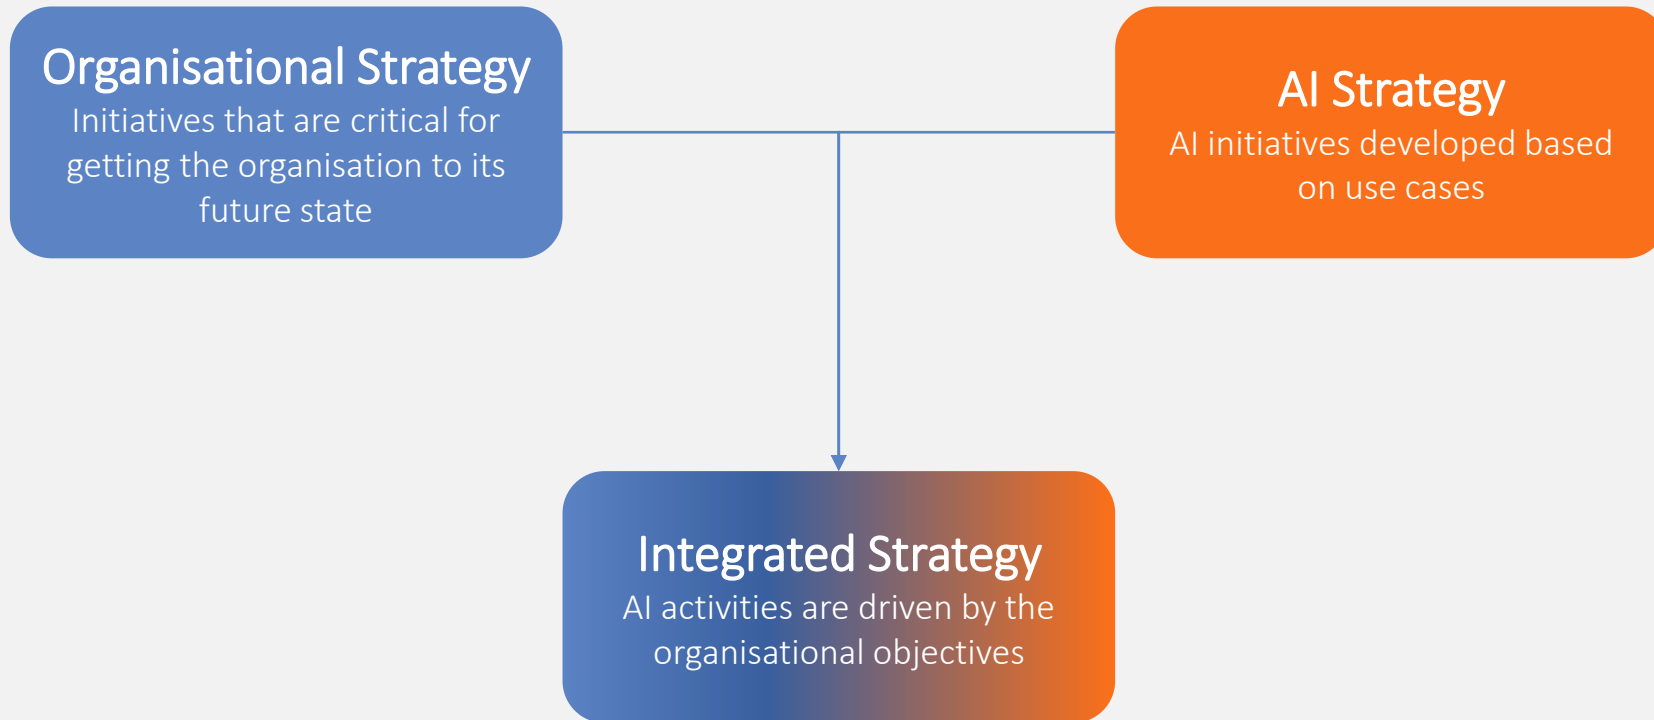 Organisational Strategy
Initiatives that are critical for
getting the organisation to its
future state
AI Strategy
AI initiatives developed based
on use cases
Integrated Strategy
AI activities are driven by the
organisational objectives